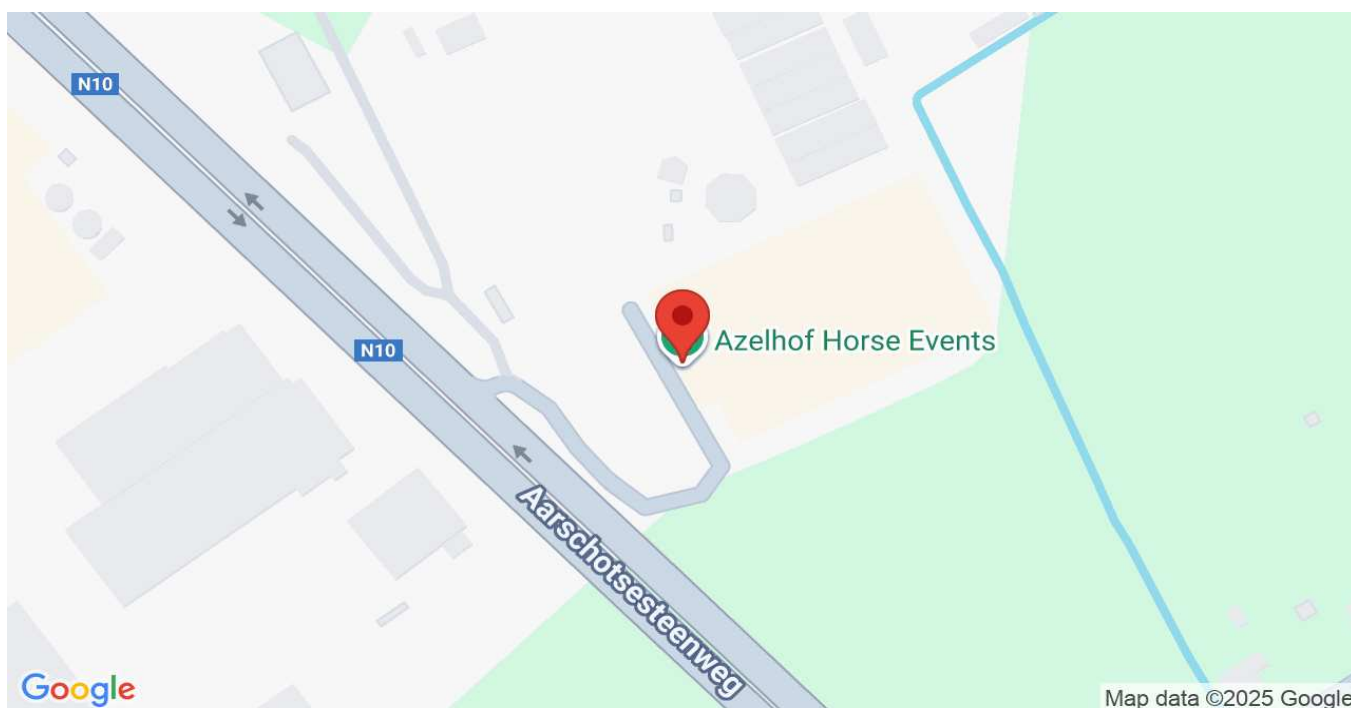 N10
Azelhof Horse Events
N10
Aarschotsesteenweg
Google
Map data ©2025 Google